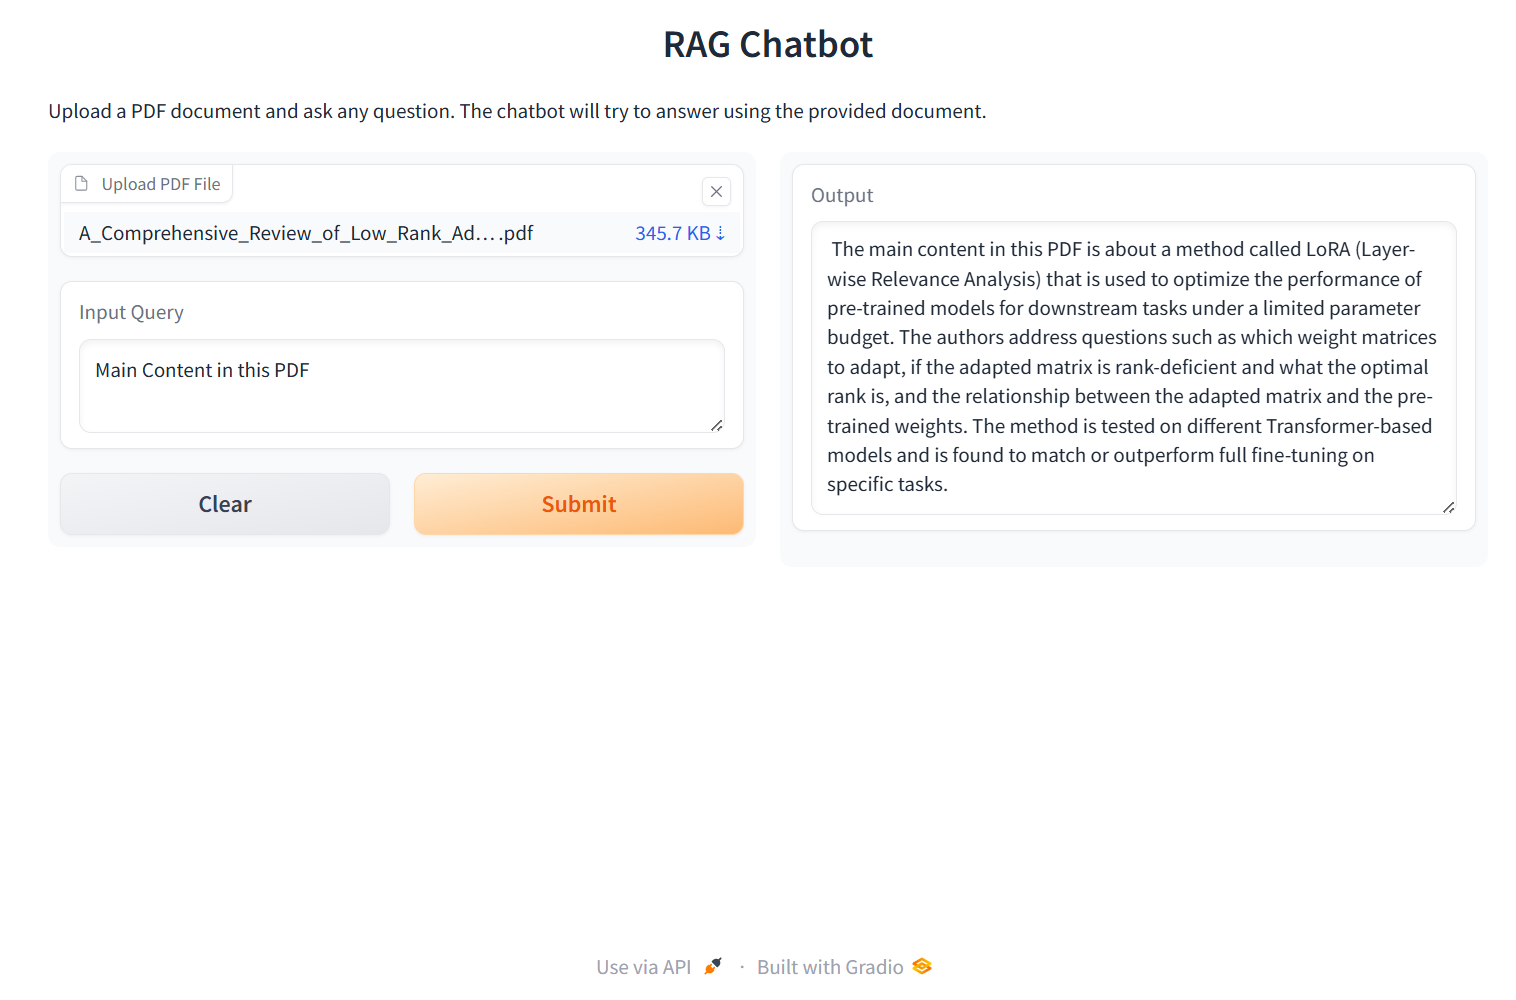 RAG Chatbot
Upload a PDF document and ask any question. The chatbot will try to answer using the provided document.
Upload PDF File
A_Comprehensive_Review_of_Low_Rank_Ad....pdf 345.7 KB ⇣
Input Query
Main Content in this PDF
Clear
Submit
Output
The main content in this PDF is about a method called LoRA (Layer-
wise Relevance Analysis) that is used to optimize the performance of
pre-trained models for downstream tasks under a limited parameter
budget. The authors address questions such as which weight matrices
to adapt, if the adapted matrix is rank-deficient and what the optimal
rank is, and the relationship between the adapted matrix and the pre-
trained weights. The method is tested on different Transformer-based
models and is found to match or outperform full fine-tuning on
specific tasks.
Use via API · Built with Gradio